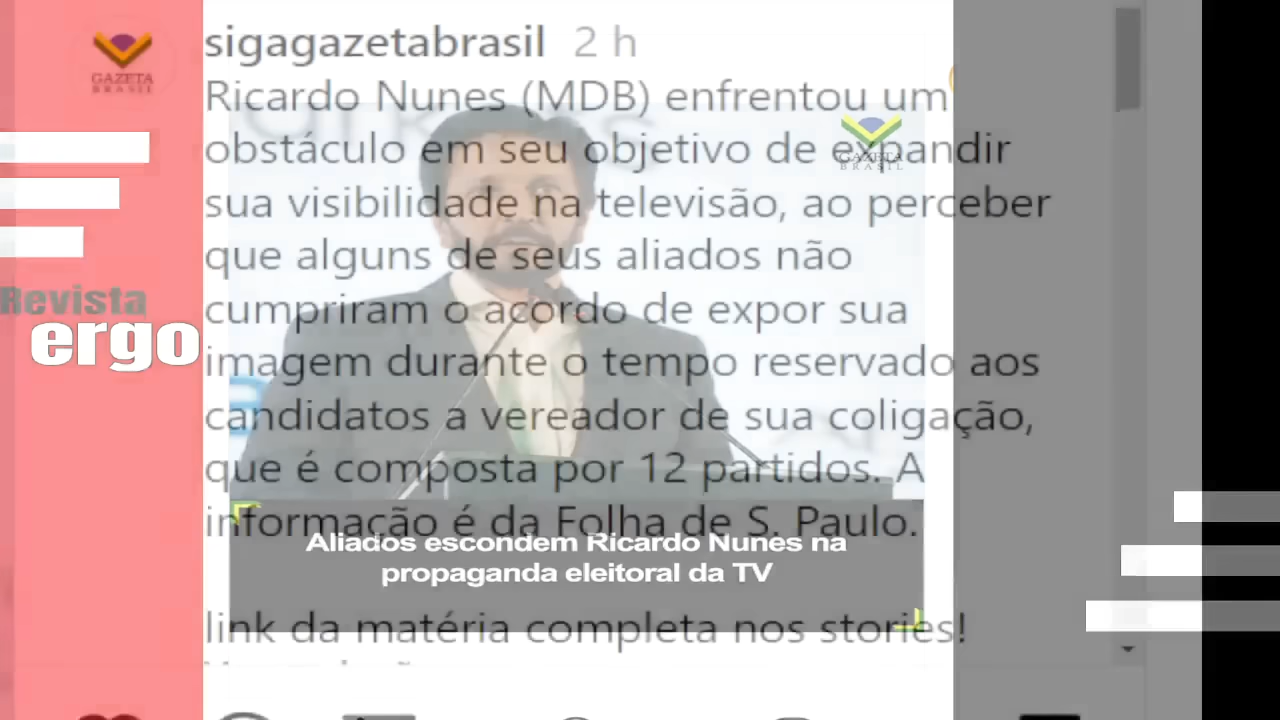 sigagazetabrasil 2 h
GAZETA
BRASIL
Ricardo Nunes (MDB) enfrentou um
obstáculo em seu objetivo de expandir
GAZETA
BRASIL
sua visibilidade na televisão, ao perceber
que alguns de seus aliados não
cumpriram o acordo de expor sua
Revista
ergo
imagem durante o tempo reservado aos
candidatos a vereador de sua coligação,
que é composta por 12 partidos. A
informação é da Folha de S. Paulo.
Aliados escondem Ricardo Nunes na
propaganda eleitoral da TV
link da matéria completa nos stories!